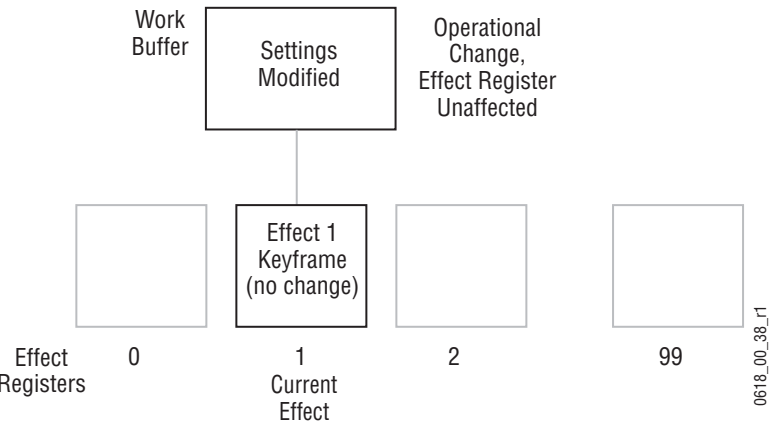 Work
Buffer
Settings
Modified
Operational
Change,
Effect Register
Unaffected
Effect 1
Keyframe
(no change)
Effect
Registers
0
1
2
99
Current
Effect
0618_00_38_r1